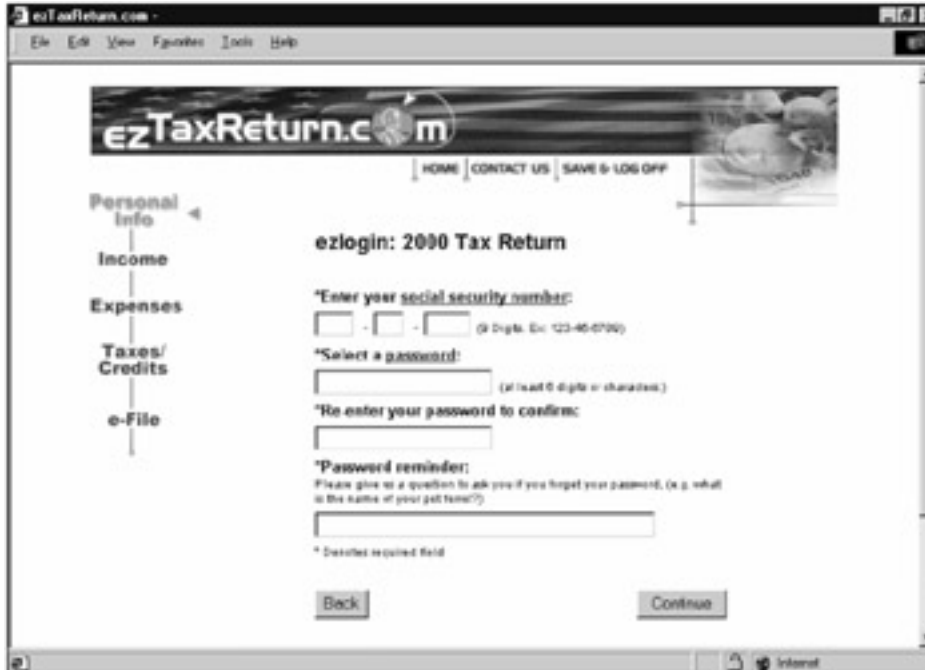 ezTaxReturn.com -
File Edit View Favorites Tools Help
ezTaxReturn.com
HOME CONTACT US SAVE & LOG OFF
Personal
Info
Income
Expenses
Taxes/
Credits
e-File
ezlogin: 2000 Tax Return
*Enter your social security number:
- - (9 Digits. Ex: 123-46-6789)
*Select a password:
(at least 6 digits or characters.)
*Re-enter your password to confirm:
*Password reminder:
Please give us a question to ask you if you forget your password, (e.g. what
is the name of your pet
* Denotes required field
Back Continue
Internet